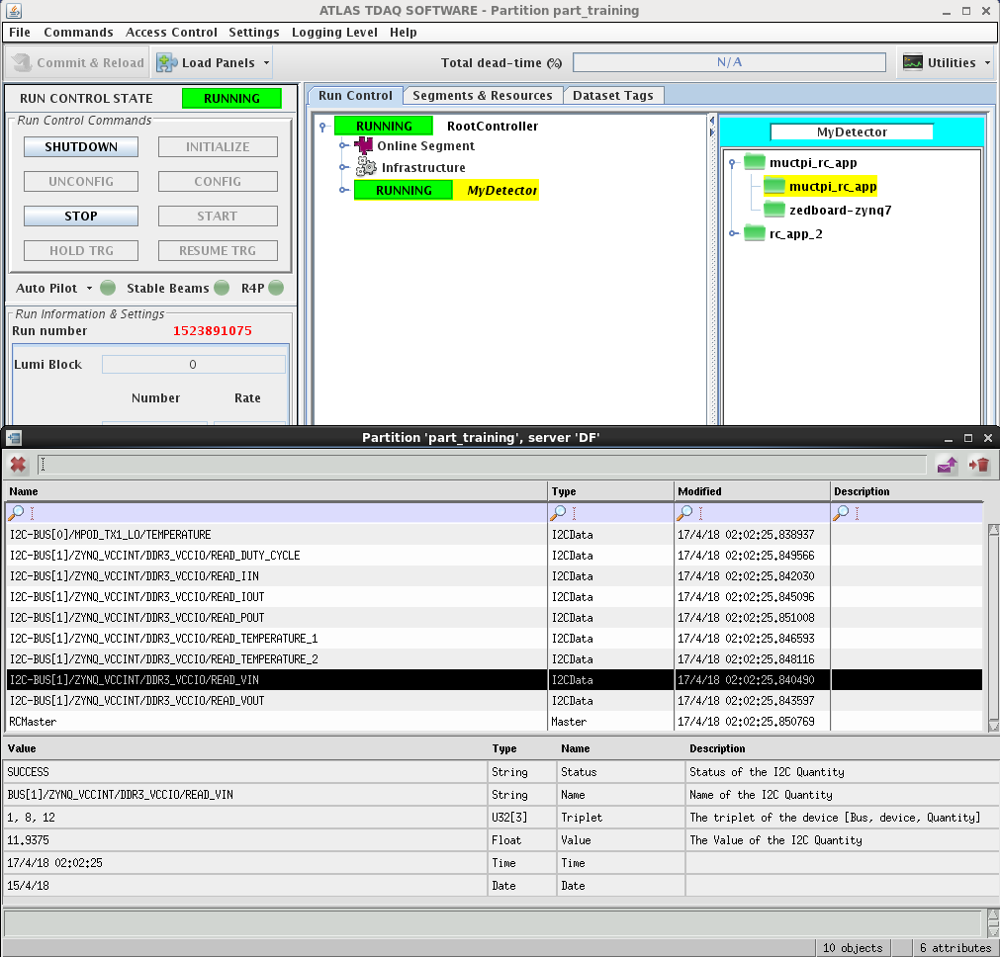 ATLAS TDAQ SOFTWARE - Partition part_training
File Commands Access Control Settings Logging Level Help
Commit & Reload Load Panels Total dead-time (%) N/A Utilities
RUN CONTROL STATE RUNNING
Run Control Commands
SHUTDOWN INITIALIZE
UNCONFIG CONFIG
STOP START
HOLD TRG RESUME TRG
Auto Pilot Stable Beams R4P
Run Information & Settings
Run number 1523891075
Lumi Block 0
Number Rate
Run Control Segments & Resources Dataset Tags
RUNNING RootController
Online Segment
Infrastructure
RUNNING MyDetector
MyDetector
muctpi_rc_app
muctpi_rc_app
zedboard-zynq7
rc_app_2
Partition 'part_training', server 'DF'
Name Type Modified Description
I2C-BUS[0]/MPOD_TX1_LO/TEMPERATURE I2CData 17/4/18 02:02:25.838937
I2C-BUS[1]/ZYNQ_VCCINT/DDR3_VCCIO/READ_DUTY_CYCLE I2CData 17/4/18 02:02:25.849566
I2C-BUS[1]/ZYNQ_VCCINT/DDR3_VCCIO/READ_IIN I2CData 17/4/18 02:02:25.842030
I2C-BUS[1]/ZYNQ_VCCINT/DDR3_VCCIO/READ_IOUT I2CData 17/4/18 02:02:25.845096
I2C-BUS[1]/ZYNQ_VCCINT/DDR3_VCCIO/READ_POUT I2CData 17/4/18 02:02:25.851008
I2C-BUS[1]/ZYNQ_VCCINT/DDR3_VCCIO/READ_TEMPERATURE_1 I2CData 17/4/18 02:02:25.846593
I2C-BUS[1]/ZYNQ_VCCINT/DDR3_VCCIO/READ_TEMPERATURE_2 I2CData 17/4/18 02:02:25.848116
I2C-BUS[1]/ZYNQ_VCCINT/DDR3_VCCIO/READ_VIN I2CData 17/4/18 02:02:25.840490
I2C-BUS[1]/ZYNQ_VCCINT/DDR3_VCCIO/READ_VOUT I2CData 17/4/18 02:02:25.843597
RCMaster Master 17/4/18 02:02:25.850769
Value Type Name Description
SUCCESS String Status Status of the I2C Quantity
BUS[1]/ZYNQ_VCCINT/DDR3_VCCIO/READ_VIN String Name Name of the I2C Quantity
1, 8, 12 U32[3] Triplet The triplet of the device [Bus, device, Quantity]
11.9375 Float Value The Value of the I2C Quantity
17/4/18 02:02:25 Time Time
15/4/18 Date Date
10 objects 6 attributes